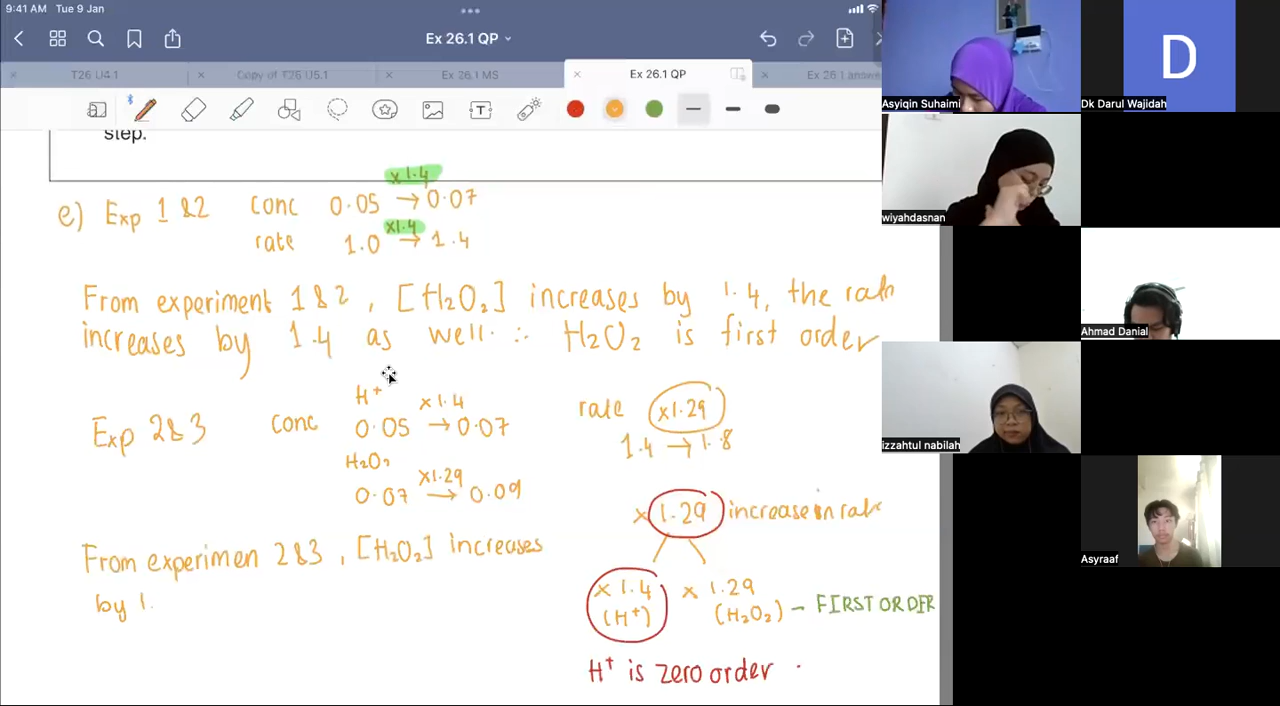 9:41 AM Tue 9 Jan
Ex 26.1 QP
T26 U4.1
Copy of T26 U5.1
Ex 26.1 MS
Ex 26.1 QP
Ex 26.1 answe
T
step.
e) Exp 1 & 2 conc 0.05 → 0.07
x1.4
rate 1.0 → 1.4
x1.4
From experiment 1 & 2, [H₂O₂] increases by 1.4, the rate
increases by 1.4 as well ∴ H₂O₂ is first order
Exp 2 & 3 conc
H⁺
x 1.4
0.05 → 0.07
H₂O₂
x1.29
0.07 → 0.09
rate x1.29
1.4 → 1.8
x 1.29 increase in rate
x 1.4 x 1.29
(H⁺) (H₂O₂) – FIRST ORDER
H⁺ is zero order
From experimen 2 & 3, [H₂O₂] increases
by 1.
Asyiqin Suhaimi
D
Dk Darul Wajidah
wiyahdasnan
Ahmad Danial
izzahtul nabilah
Asyraaf